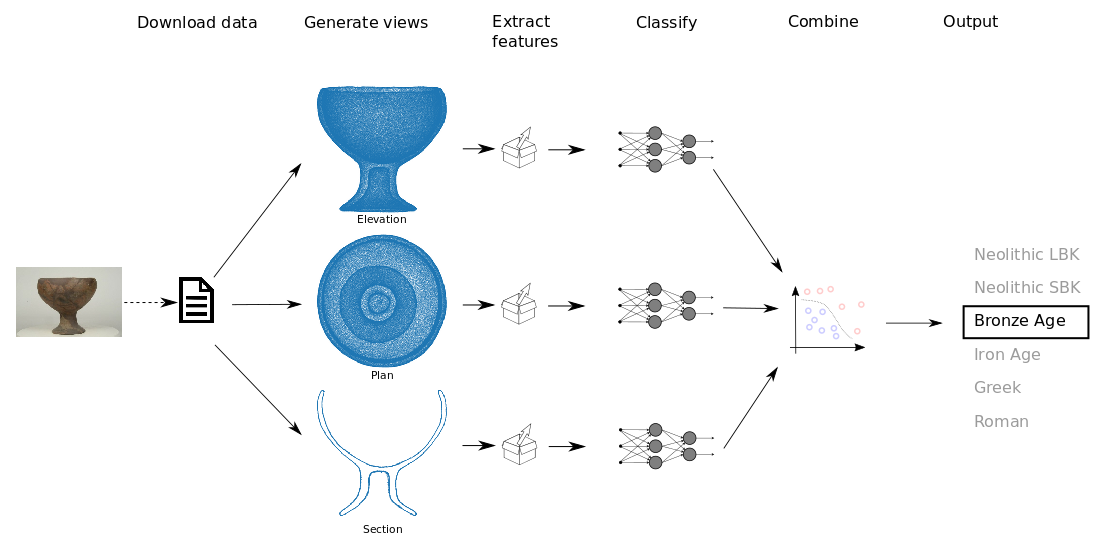 Download data
Generate views
Extract
features
Classify
Combine
Output
Elevation
Plan
Section
Neolithic LBK
Neolithic SBK
Bronze Age
Iron Age
Greek
Roman